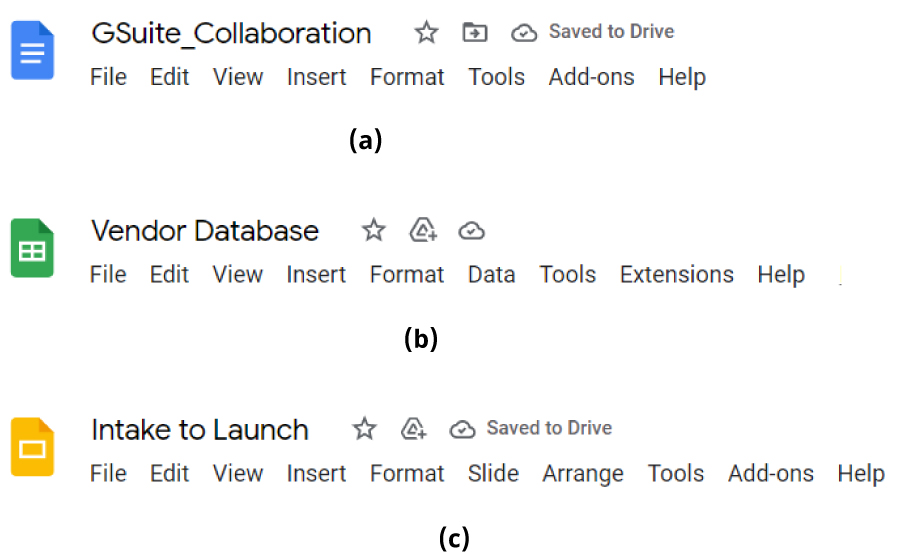 GSuite_Collaboration Saved to Drive
File Edit View Insert Format Tools Add-ons Help
(a)
Vendor Database
File Edit View Insert Format Data Tools Extensions Help
(b)
Intake to Launch Saved to Drive
File Edit View Insert Format Slide Arrange Tools Add-ons Help
(c)